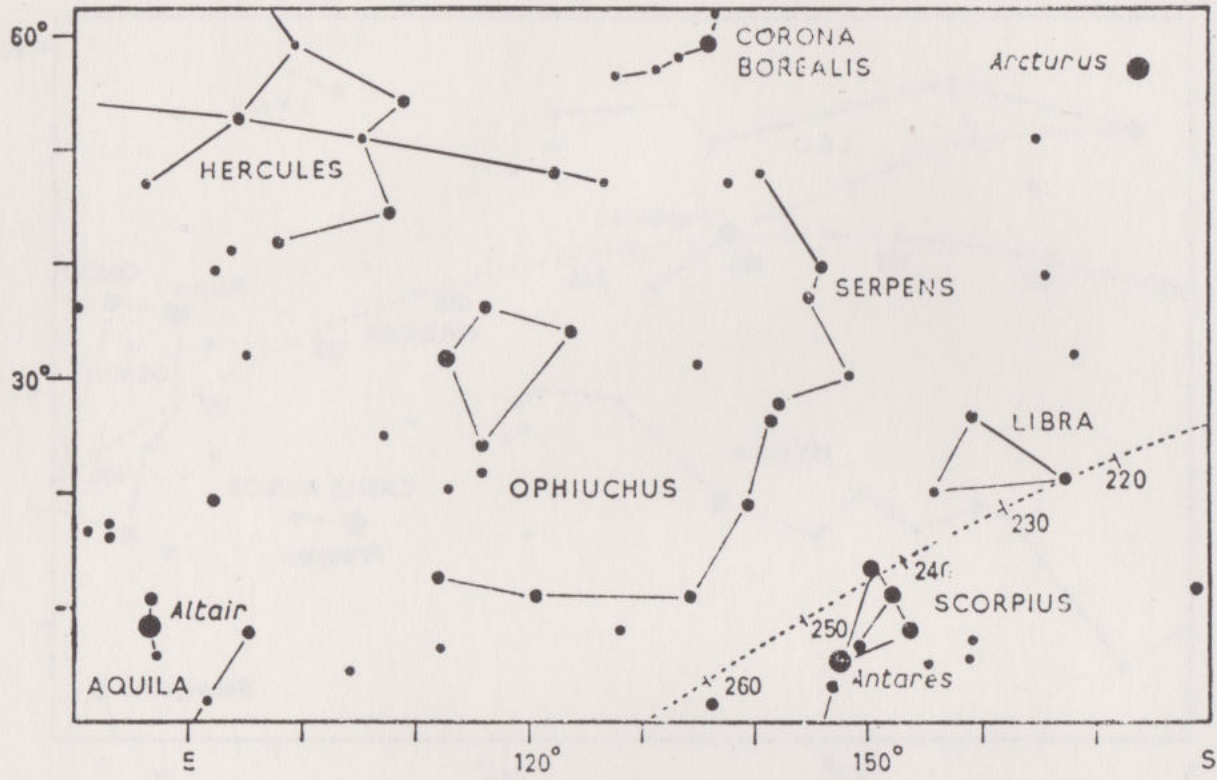 60°
CORONA
BOREALIS
Arcturus
HERCULES
SERPENS
30°
LIBRA
OPHIUCHUS
220
230
240
Altair
SCORPIUS
250
AQUILA
Antares
260
E
120°
150°
S